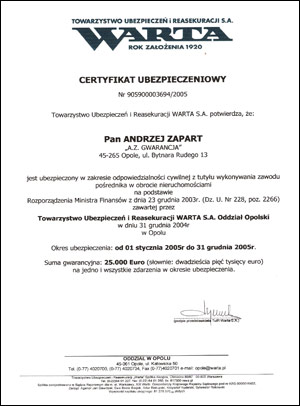 TOWARZYSTWO UBEZPIECZEŃ I REASEKURACJI S.A.
WARTA
ROK ZAŁOŻENIA 1920
CERTYFIKAT UBEZPIECZENIOWY
Nr 905900003694/2005
Towarzystwo Ubezpieczeń i Reasekuracji WARTA S.A. potwierdza, że:
Pan ANDRZEJ ZAPART
„A.Z. GWARANCJA”
45-265 Opole, ul. Bytnara Rudego 13
jest ubezpieczony w zakresie odpowiedzialności cywilnej z tytułu wykonywania zawodu
pośrednika w obrocie nieruchomościami
na podstawie
Rozporządzenia Ministra Finansów z dnia 23 grudnia 2003r. (Dz. U. Nr 228, poz. 2266)
zawartej przez
Towarzystwo Ubezpieczeń i Reasekuracji WARTA S.A. Oddział Opolski
w dniu 31 grudnia 2004r
w Opolu
Okres ubezpieczenia: od 01 stycznia 2005r do 31 grudnia 2005r.
Suma gwarancyjna: 25.000 Euro (słownie: dwadzieścia pięć tysięcy euro)
na jedno i wszystkie zdarzenia w okresie ubezpieczenia.
ODDZIAŁ W OPOLU
45-061 Opole, ul. Katowicka 50